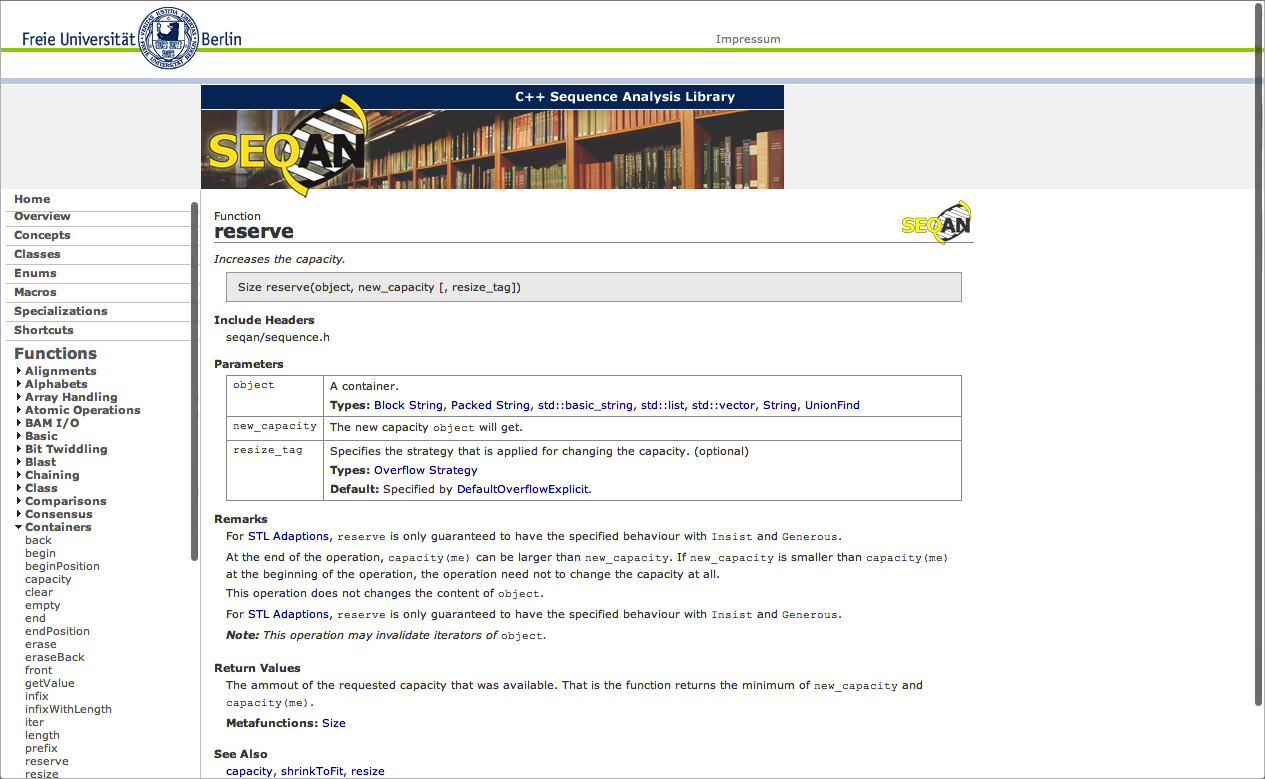 Freie Universität Berlin
Impressum
C++ Sequence Analysis Library
SEQAN
Home
Overview
Concepts
Classes
Enums
Macros
Specializations
Shortcuts
Functions
Alignments
Alphabets
Array Handling
Atomic Operations
BAM I/O
Basic
Bit Twiddling
Blast
Chaining
Class
Comparisons
Consensus
Containers
back
begin
beginPosition
capacity
clear
empty
end
endPosition
erase
eraseBack
front
getValue
infix
infixWithLength
iter
length
prefix
reserve
resize
Function
reserve
SEQAN
Increases the capacity.
Size reserve(object, new_capacity [, resize_tag])
Include Headers
seqan/sequence.h
Parameters
object
A container.
Types: Block String, Packed String, std::basic_string, std::list, std::vector, String, UnionFind
new_capacity
The new capacity object will get.
resize_tag
Specifies the strategy that is applied for changing the capacity. (optional)
Types: Overflow Strategy
Default: Specified by DefaultOverflowExplicit.
Remarks
For STL Adaptions, reserve is only guaranteed to have the specified behaviour with Insist and Generous.
At the end of the operation, capacity(me) can be larger than new_capacity. If new_capacity is smaller than capacity(me)
at the beginning of the operation, the operation need not to change the capacity at all.
This operation does not changes the content of object.
For STL Adaptions, reserve is only guaranteed to have the specified behaviour with Insist and Generous.
Note: This operation may invalidate iterators of object.
Return Values
The ammout of the requested capacity that was available. That is the function returns the minimum of new_capacity and
capacity(me).
Metafunctions: Size
See Also
capacity, shrinkToFit, resize